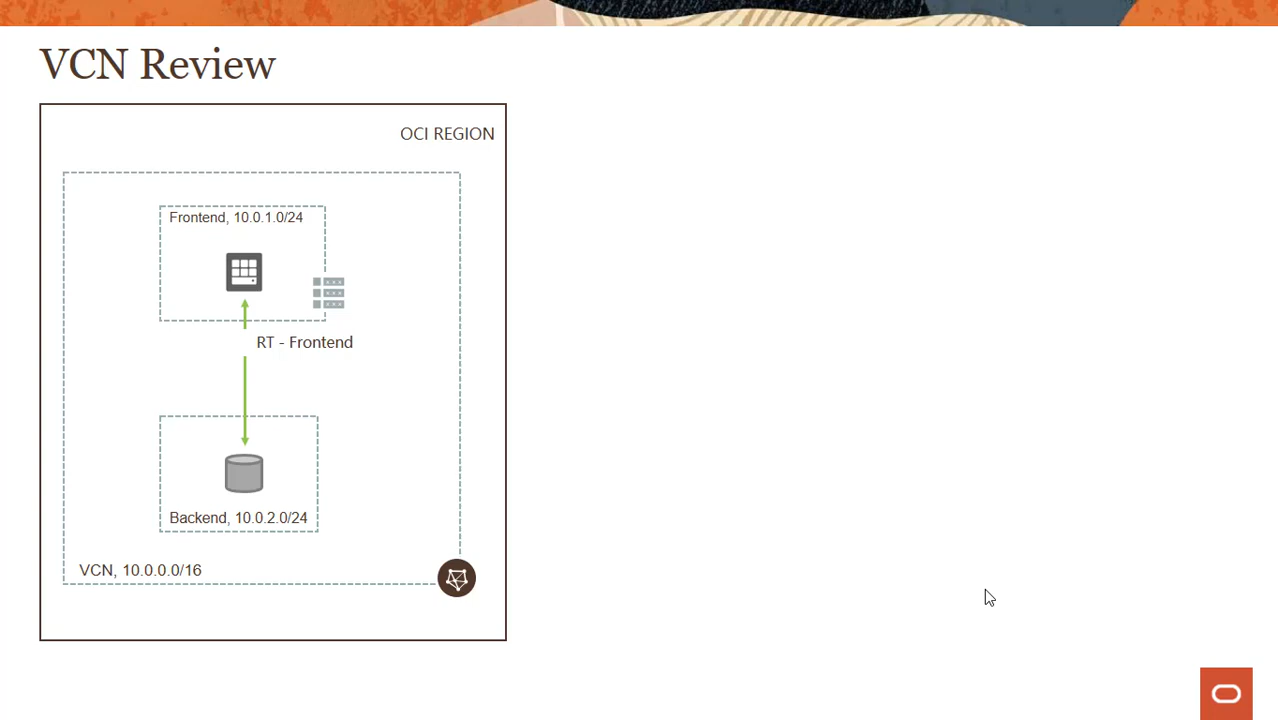 VCN Review
OCI REGION
Frontend, 10.0.1.0/24
RT - Frontend
Backend, 10.0.2.0/24
VCN, 10.0.0.0/16